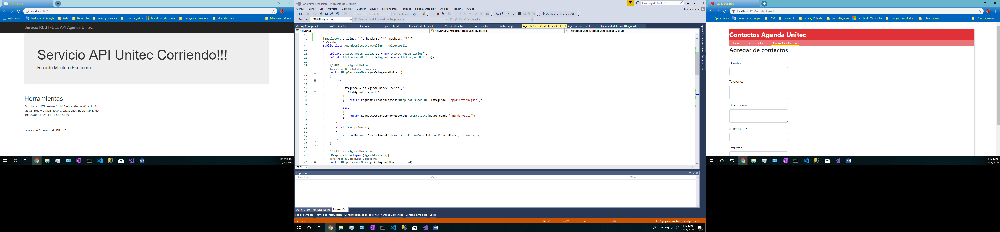 localhost:63236
Aplicaciones Traductor de Google GYM Desarrollo Series y Peliculas Cusos Pagados Cuenta de Microsof... Trabajos postulado... Ultima Session Otros marcadores
Servicio RESTFULL API Agenda Unitec
Servicio API Unitec Corriendo!!!
Ricardo Montero Escudero
Herramientas
Angular 7 - SQL server 2017, Visual Studio 2017, HTML,
Visual Studio CODE, jquery, Javascript, Bootstrap,Entity
framework, Local DB, Entre otras.
Servicio API para Test UNITEC
10:19 p. m.
27/06/2019
ApiUnitec (Ejecución) - Microsoft Visual Studio
Inicio rápido (Ctrl+Q)
Archivo Editar Ver Proyecto Compilar Depurar Equipo Herramientas Pruebas Herramientas de R Analizar Ventana Ayuda
Iniciar sesión
Debug Any CPU Continuar Application Insights (20)
Proceso: [13236] iisexpress.exe Eventos del ciclo de vida Subproceso: Marco de pila:
WebApiConfig.cs NuGet: ApiUnitec ApiUnitec _Layout.cshtml HomeController.cs _ViewStart.cshtml Index.cshtml Web.config AgendaUnitecsController.cs AgendaUnitec.cs AgendaModel.edmx [Diagram1]
ApiUnitec ApiUnitec.Controllers.AgendaUnitecsController PutAgendaUnitec(AgendaUnitec agendaUnitec)
16 {
17 [EnableCors(origins: "*", headers: "*", methods: "*")]
0 referencias
18 public class AgendaUnitecsController : ApiController
19 {
20 private Unitec_TestEntities db = new Unitec_TestEntities();
21 private List<AgendaUnitec> lstAgenda = new List<AgendaUnitec>();
22
23 // GET: api/AgendaUnitecs
0 referencias | 3 solicitudes | 0 excepciones
24 public HttpResponseMessage GetAgendaUnitec()
25 {
26 try
27 {
28 lstAgenda = db.AgendaUnitec.ToList();
29 if (lstAgenda != null)
30 {
31 return Request.CreateResponse(HttpStatusCode.OK, lstAgenda, "application/json");
32 }
33 else
34 {
35 return Request.CreateErrorResponse(HttpStatusCode.NotFound, "Agenda Vacia");
36 }
37 }
38 catch (Exception ex)
39 {
40 return Request.CreateErrorResponse(HttpStatusCode.InternalServerError, ex.Message);
41 }
42 }
43
44 // GET: api/AgendaUnitecs/5
45 [ResponseType(typeof(AgendaUnitec))]
0 referencias | 3 solicitudes | 0 excepciones
46 public HttpResponseMessage GetAgendaUnitec(int id)
108 %
Inspección 1
Nombre Valor Tipo
Automático Variables locales Inspección 1
Pila de llamadas Puntos de interrupción Configuración de excepciones Ventana Comandos Ventana Inmediato Salida
Listo Lín 72 Col 9 Car 9 INS Agregar al control de código fuente
10:19 p. m.
27/06/2019
Explorador de soluciones
Team Explorer
Agenda UNITEC
localhost:4200/contactosAdd
Aplicaciones Traductor de Google GYM Desarrollo Series y Peliculas Cusos Pagados Cuenta de Microsof... Trabajos postulado... Ultima Session Otros marcadores
Contactos Agenda Unitec
Home Contactos Crear Contactos
Agregar de contactos
Nombre:
Telefono:
Descripcion:
AliasUnitec:
Empresa:
10:19 p. m.
27/06/2019